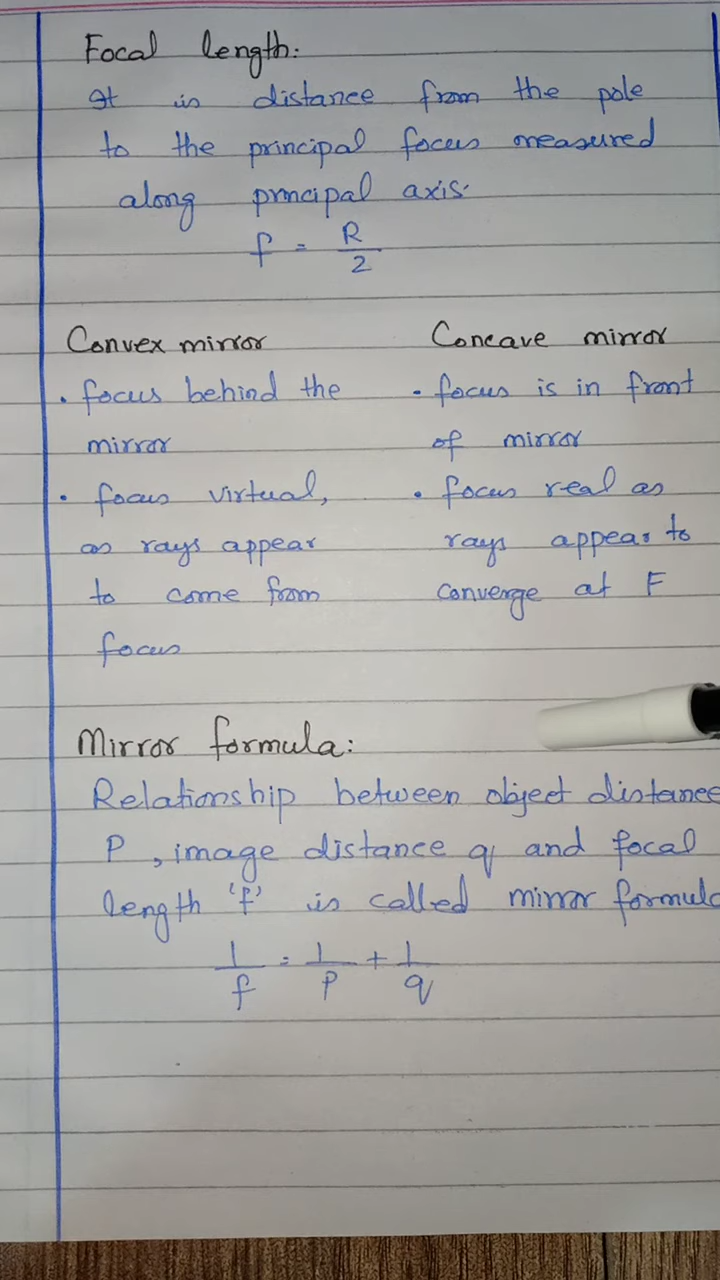 Focal length:
It is distance from the pole
to the principal focus measured
along principal axis.
f = R/2
Convex mirror
• focus behind the
mirror
• focus virtual,
as rays appear
to come from
focus
Concave mirror
• focus is in front
of mirror
• focus real as
rays appear to
converge at F
Mirror formula:
Relationship between object distance
P, image distance q and focal
length 'f' is called mirror formula
1/f = 1/p + 1/q